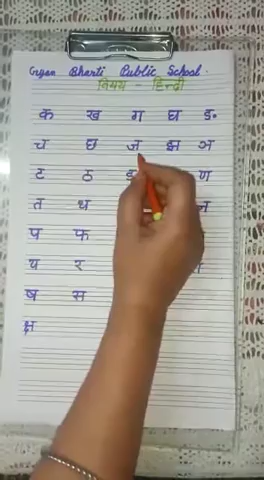 Gyan Bharti Public School.
विषय - हिन्दी
क ख ग घ ङ
च छ ज झ ञ
ट ठ ड ण
त थ न
प फ
य र
ष स
क्ष